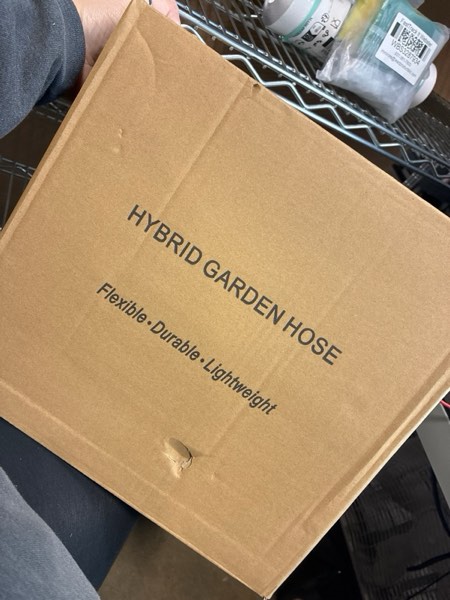 HYBRID GARDEN HOSE
Flexible•Durable•Lightweight